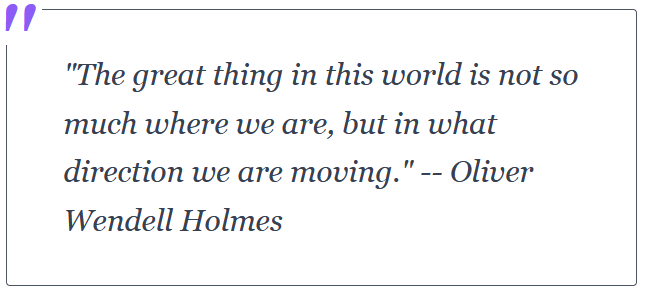 "
"The great thing in this world is not so
much where we are, but in what
direction we are moving." -- Oliver
Wendell Holmes